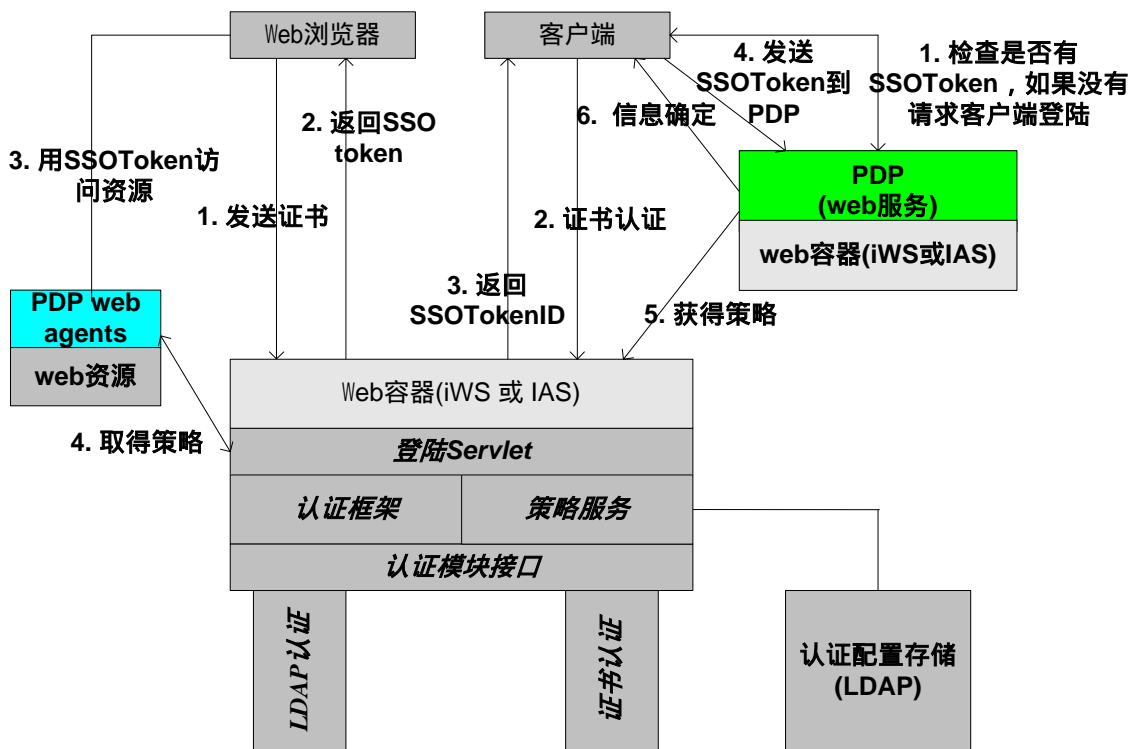 Web浏览器
客户端
4. 发送
SSOToken到
PDP
1. 检查是否有
SSOToken，如果没有
请求客户端登陆
2. 返回SSO
token
6. 信息确定
3. 用SSOToken访
问资源
1. 发送证书
2. 证书认证
PDP
(web服务)
web容器(iWS或IAS)
3. 返回
SSOTokenID
5. 获得策略
PDP web
agents
web资源
4. 取得策略
Web容器(iWS 或 IAS)
登陆Servlet
认证框架
策略服务
认证模块接口
LDAP认证
证书认证
认证配置存储
(LDAP)